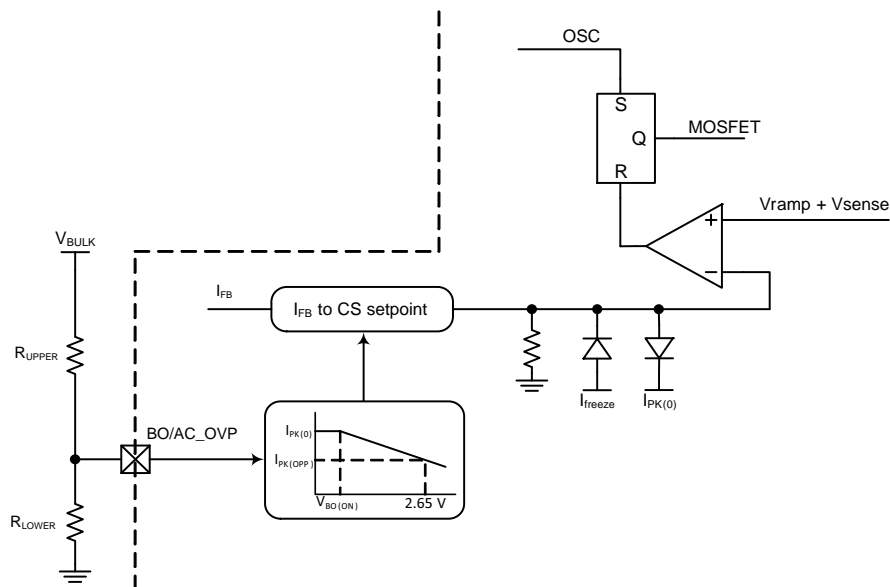 OSC
S
Q
MOSFET
R
Vramp + Vsense
+
−
V_BULK
I_FB
I_FB to CS setpoint
R_UPPER
I_freeze
I_PK(0)
BO/AC_OVP
I_PK(0)
I_PK(OPP)
V_BO(ON)
2.65 V
R_LOWER